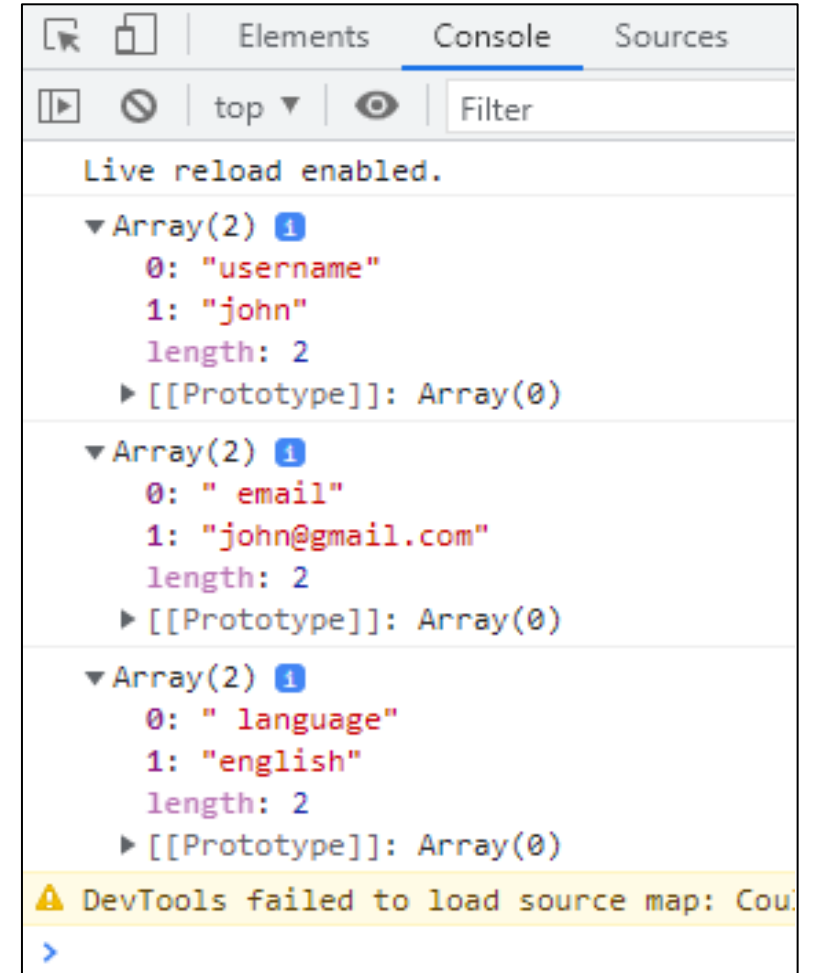 Elements Console Sources
top ▼ Filter
Live reload enabled.
▼Array(2) i
0: "username"
1: "john"
length: 2
▶[[Prototype]]: Array(0)
▼Array(2) i
0: " email"
1: "john@gmail.com"
length: 2
▶[[Prototype]]: Array(0)
▼Array(2) i
0: " language"
1: "english"
length: 2
▶[[Prototype]]: Array(0)
DevTools failed to load source map: Cou
>